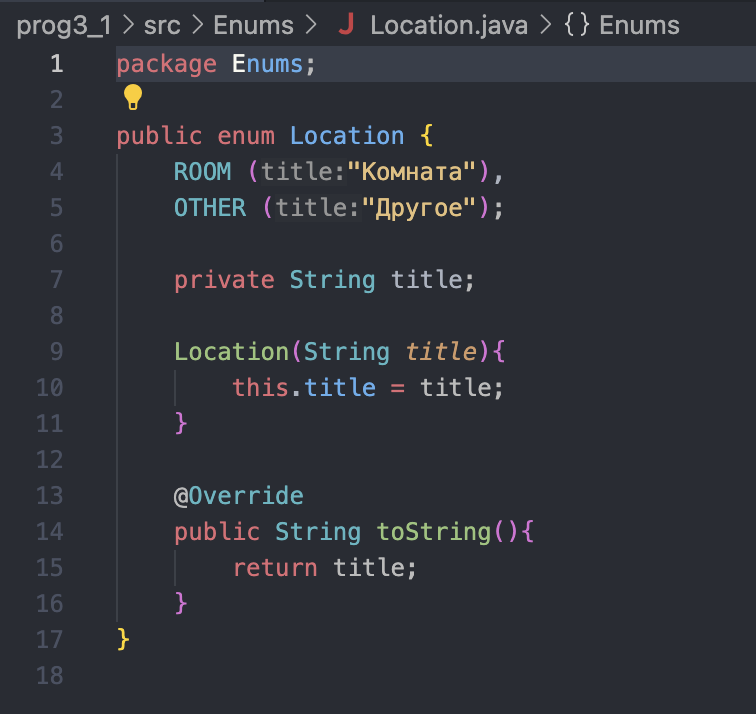 prog3_1 > src > Enums > J Location.java > {} Enums
1 package Enums;
2
3 public enum Location {
4 ROOM (title:"Комната"),
5 OTHER (title:"Другое");
6
7 private String title;
8
9 Location(String title){
10 this.title = title;
11 }
12
13 @Override
14 public String toString(){
15 return title;
16 }
17 }
18